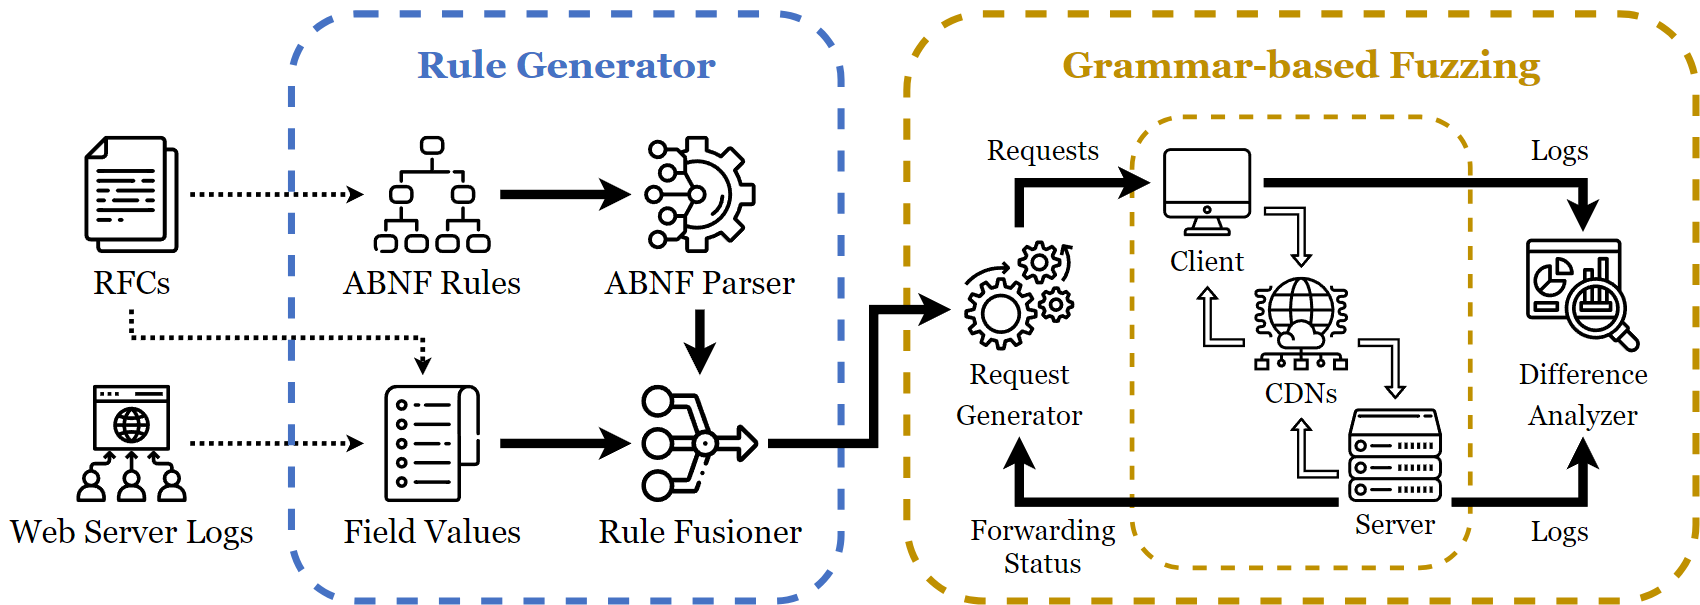 Rule Generator
Grammar-based Fuzzing
RFCs
ABNF Rules
ABNF Parser
Web Server Logs
Field Values
Rule Fusioner
Requests
Logs
Client
Request
Generator
CDNs
Difference
Analyzer
Server
Forwarding
Status
Logs